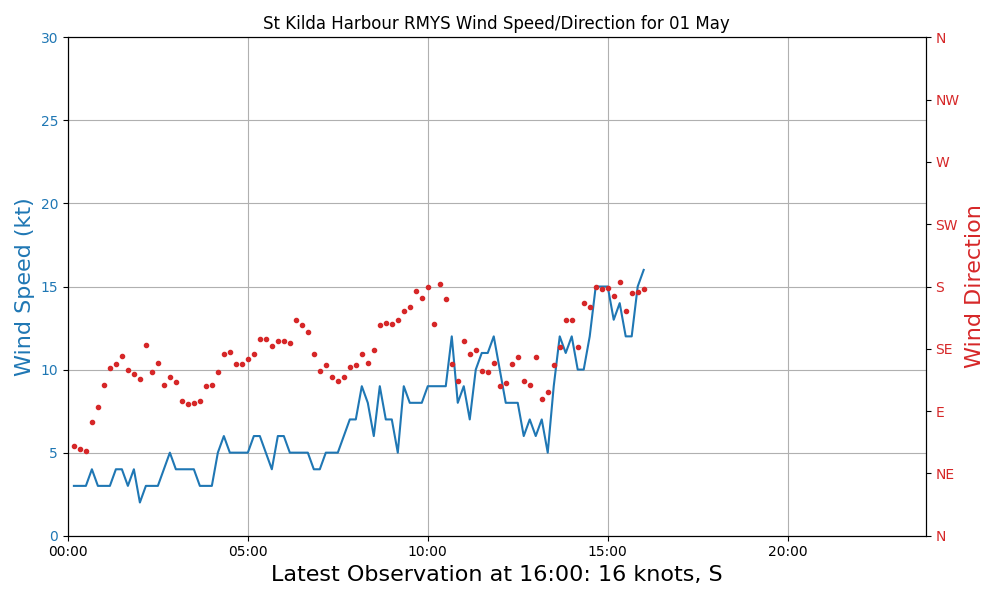 St Kilda Harbour RMYS Wind Speed/Direction for 01 May
Wind Speed (kt)
30
25
20
15
10
5
0
00:00 05:00 10:00 15:00 20:00
N
NW
W
SW
S
SE
E
NE
N
Wind Direction
Latest Observation at 16:00: 16 knots, S